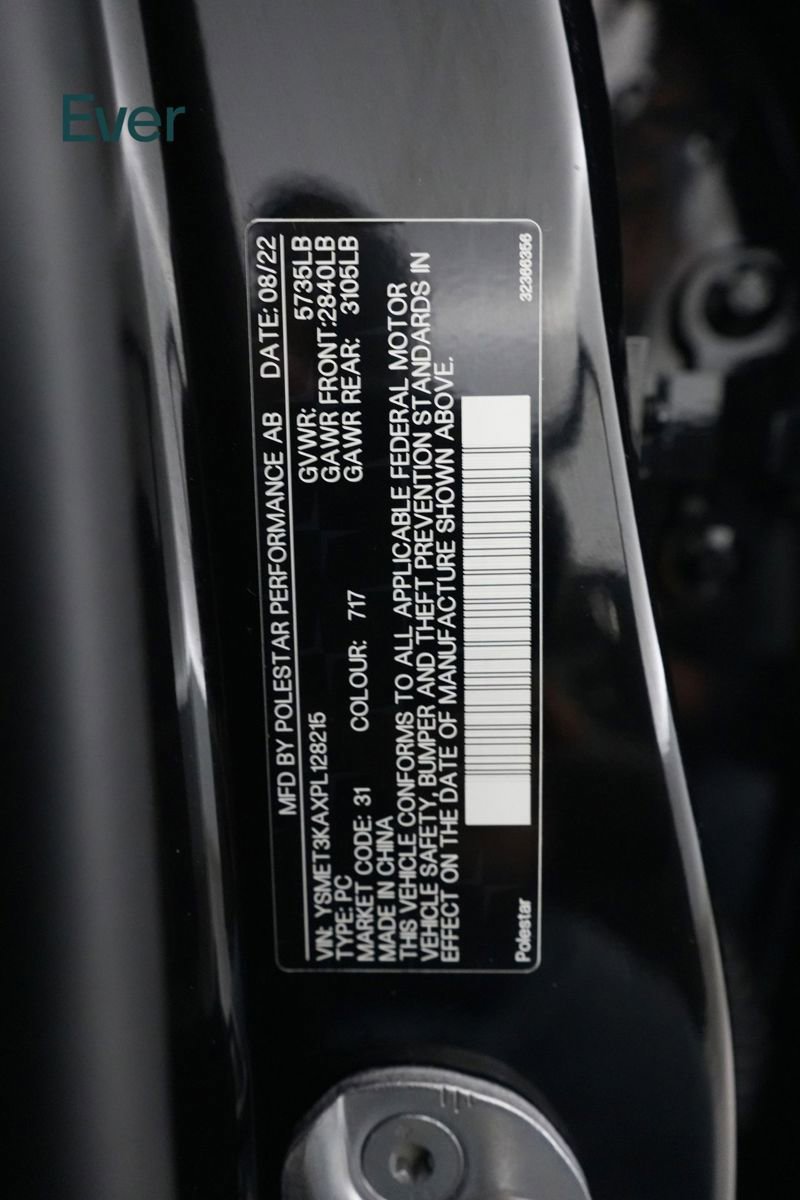 Ever
MFD BY POLESTAR PERFORMANCE AB DATE: 08/22
VIN: YSMET3KAXPL128215 GVWR: 5735LB
TYPE: PC GAWR FRONT:2840LB
MARKET CODE: 31 COLOUR: 717 GAWR REAR: 3105LB
MADE IN CHINA
THIS VEHICLE CONFORMS TO ALL APPLICABLE FEDERAL MOTOR
VEHICLE SAFETY, BUMPER AND THEFT PREVENTION STANDARDS IN
EFFECT ON THE DATE OF MANUFACTURE SHOWN ABOVE.
Polestar 32366356